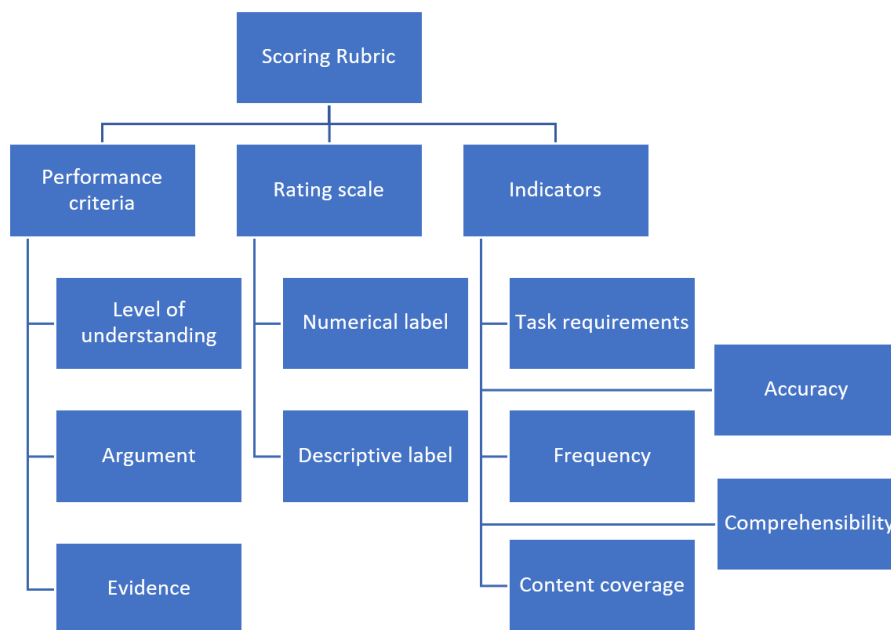 Scoring Rubric
Performance
criteria
Rating scale
Indicators
Level of
understanding
Numerical label
Task requirements
Accuracy
Argument
Descriptive label
Frequency
Comprehensibility
Evidence
Content coverage